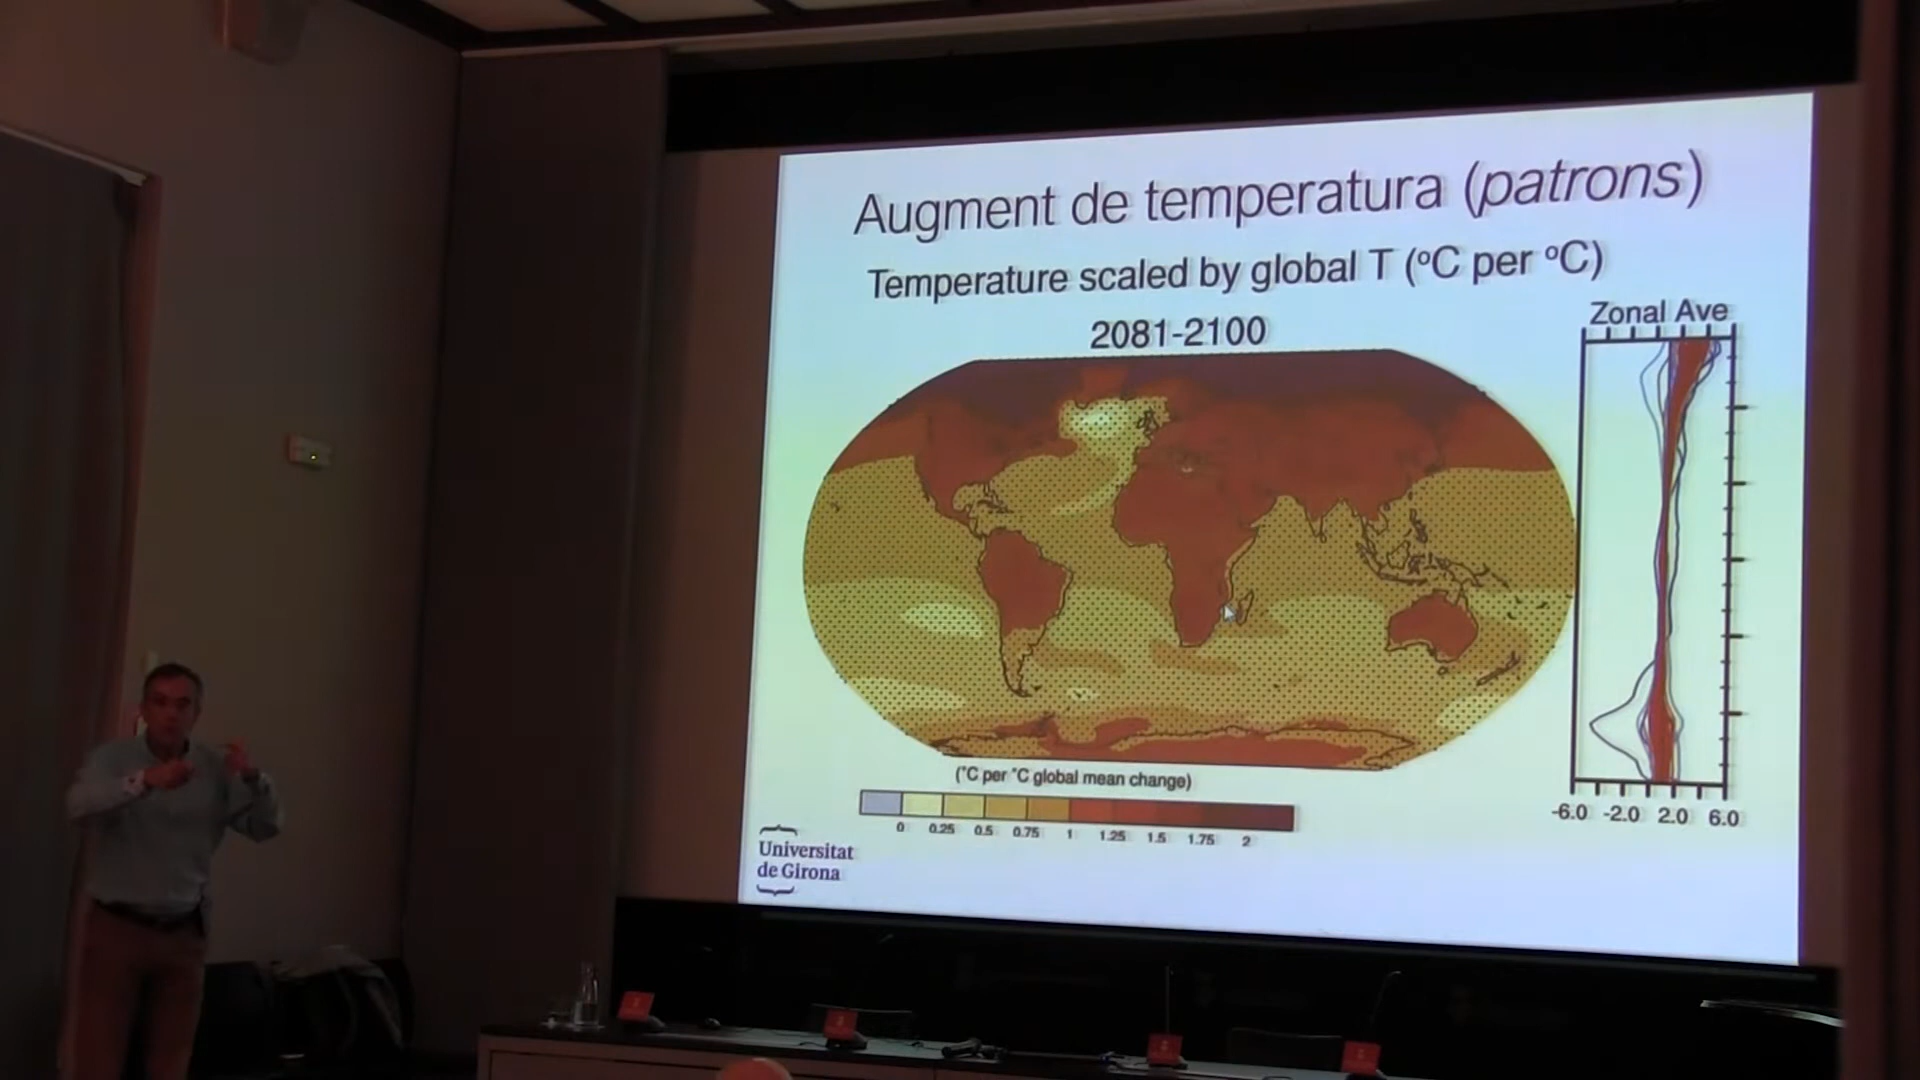 Augment de temperatura (patrons)
Temperature scaled by global T (ºC per ºC)
2081-2100
Zonal Ave
-6.0 -2.0 2.0 6.0
(°C per °C global mean change)
0 0.25 0.5 0.75 1 1.25 1.5 1.75 2
Universitat
de Girona